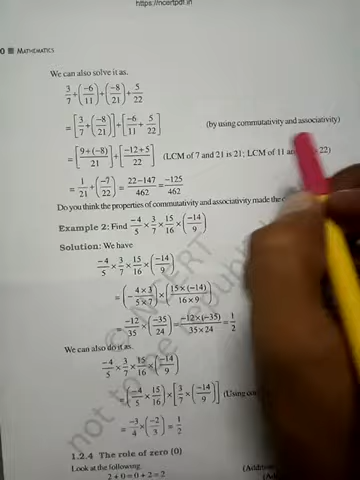 https://ncertpdf.in
0 MATHEMATICS
We can also solve it as.
3/7 + (-6/11) + (-8/21) + 5/22
= [3/7 + (-8/21)] + [-6/11 + 5/22] (by using commutativity and associativity)
= [9+(-8)/21] + [-12+5/22] (LCM of 7 and 21 is 21; LCM of 11 and 22)
= 1/21 + (-7/22) = 22-147/462 = -125/462
Do you think the properties of commutativity and associativity made the
Example 2: Find -4/5 × 3/7 × 15/16 × (-14/9)
Solution: We have
-4/5 × 3/7 × 15/16 × (-14/9)
= (- 4×3/5×7) × (15×(-14)/16×9)
= -12/35 × (-35/24) = -12×(-35)/35×24 = 1/2
We can also do it as.
-4/5 × 3/7 × 15/16 × (-14/9)
= (-4/5 × 15/16) × [3/7 × (-14/9)] (Using
= -3/4 × (-2/3) = 1/2
1.2.4 The role of zero (0)
Look at the following.
2 + 0 = 0 + 2 = 2 (Addition
© NCERT
not to be republished